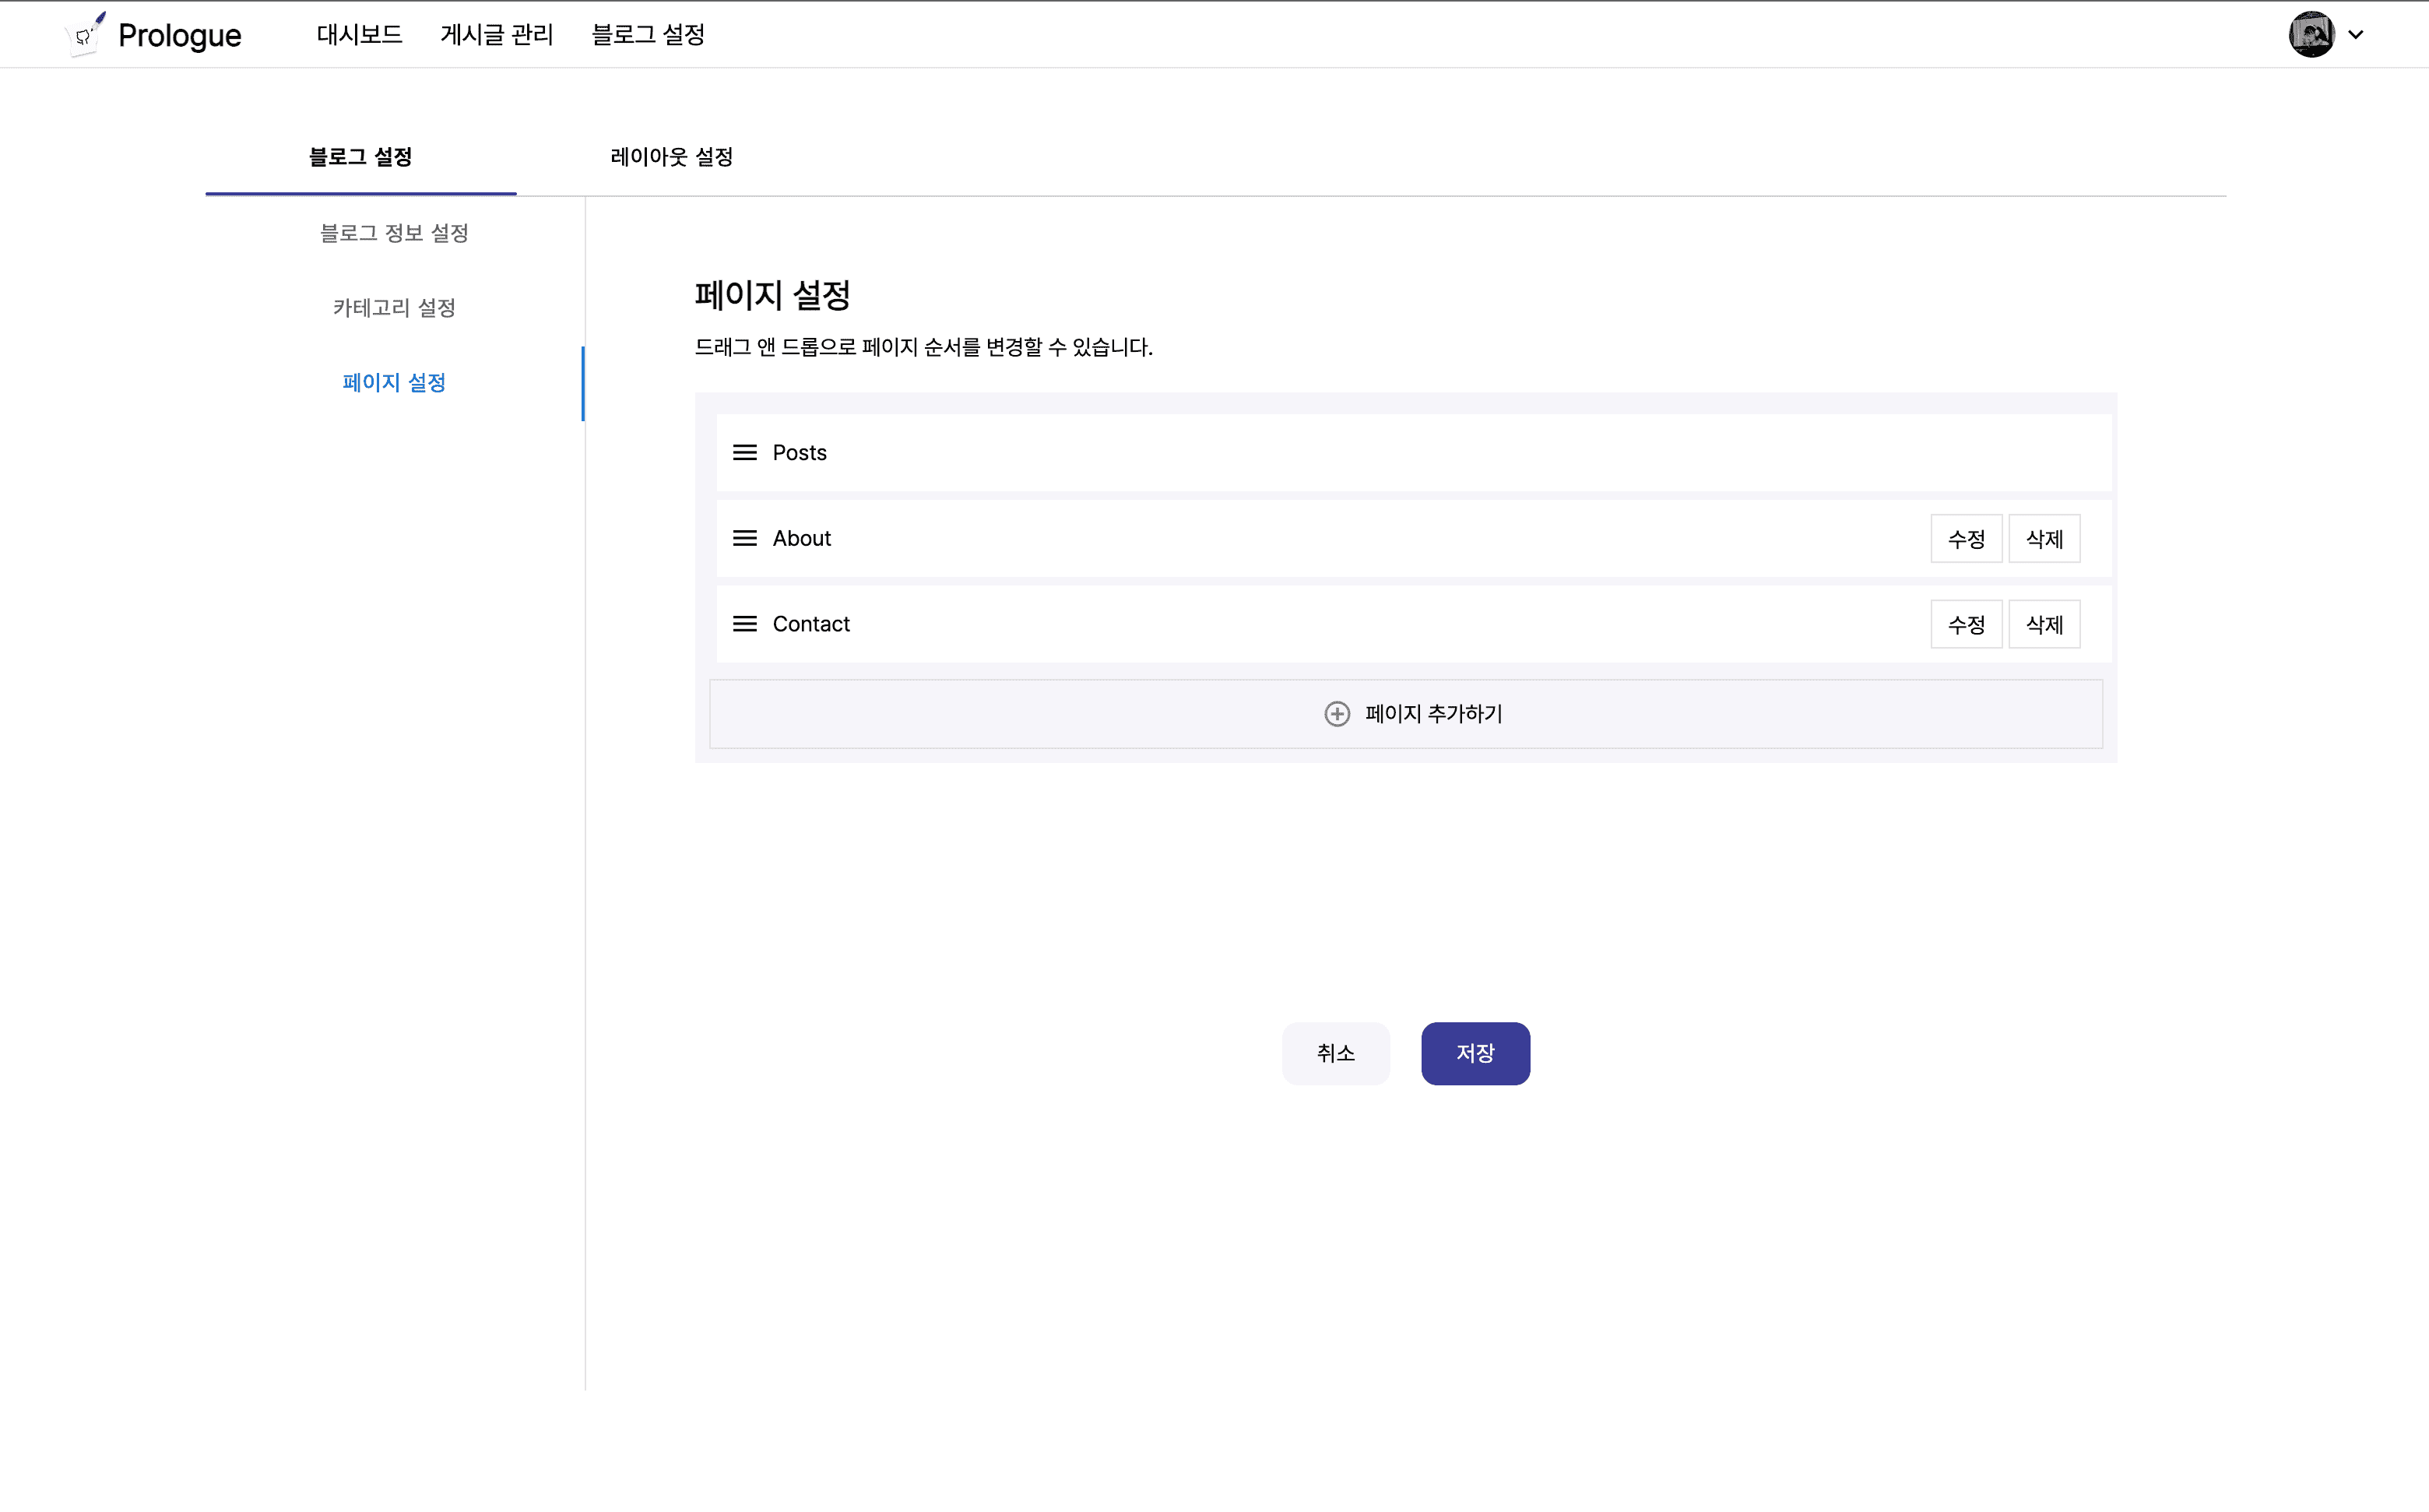 Prologue
대시보드 게시글 관리 블로그 설정
블로그 설정 레이아웃 설정
블로그 정보 설정
카테고리 설정
페이지 설정
페이지 설정
드래그 앤 드롭으로 페이지 순서를 변경할 수 있습니다.
Posts
About 수정 삭제
Contact 수정 삭제
페이지 추가하기
취소 저장